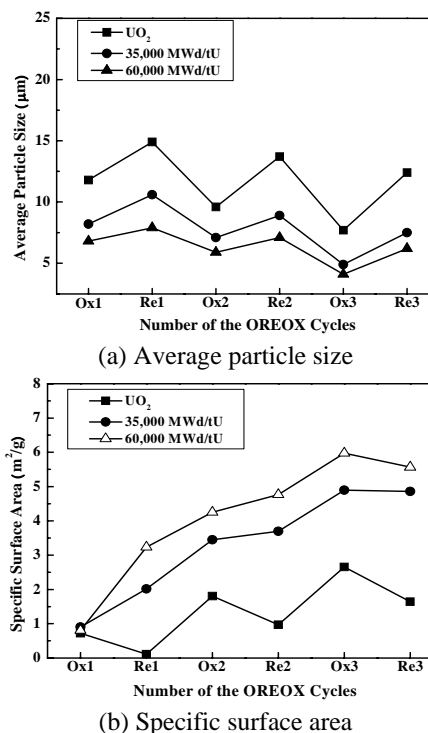 25
20
15
10
5
Average Particle Size (μm)
UO₂
35,000 MWd/tU
60,000 MWd/tU
Ox1 Re1 Ox2 Re2 Ox3 Re3
Number of the OREOX Cycles
(a) Average particle size
8
7
6
5
4
3
2
1
0
Specific Surface Area (m²/g)
UO₂
35,000 MWd/tU
60,000 MWd/tU
Ox1 Re1 Ox2 Re2 Ox3 Re3
Number of the OREOX Cycles
(b) Specific surface area